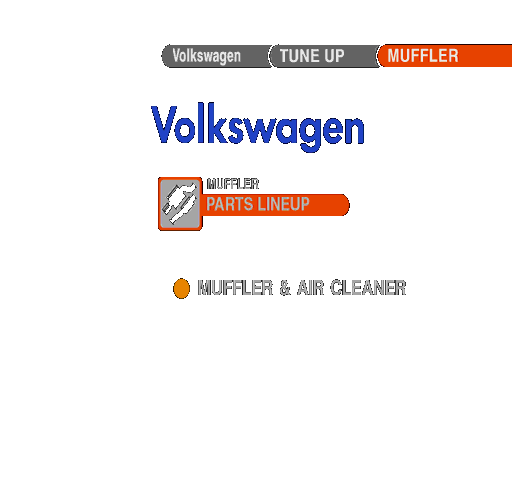 Volkswagen TUNE UP MUFFLER
Volkswagen
MUFFLER
PARTS LINEUP
MUFFLER & AIR CLEANER